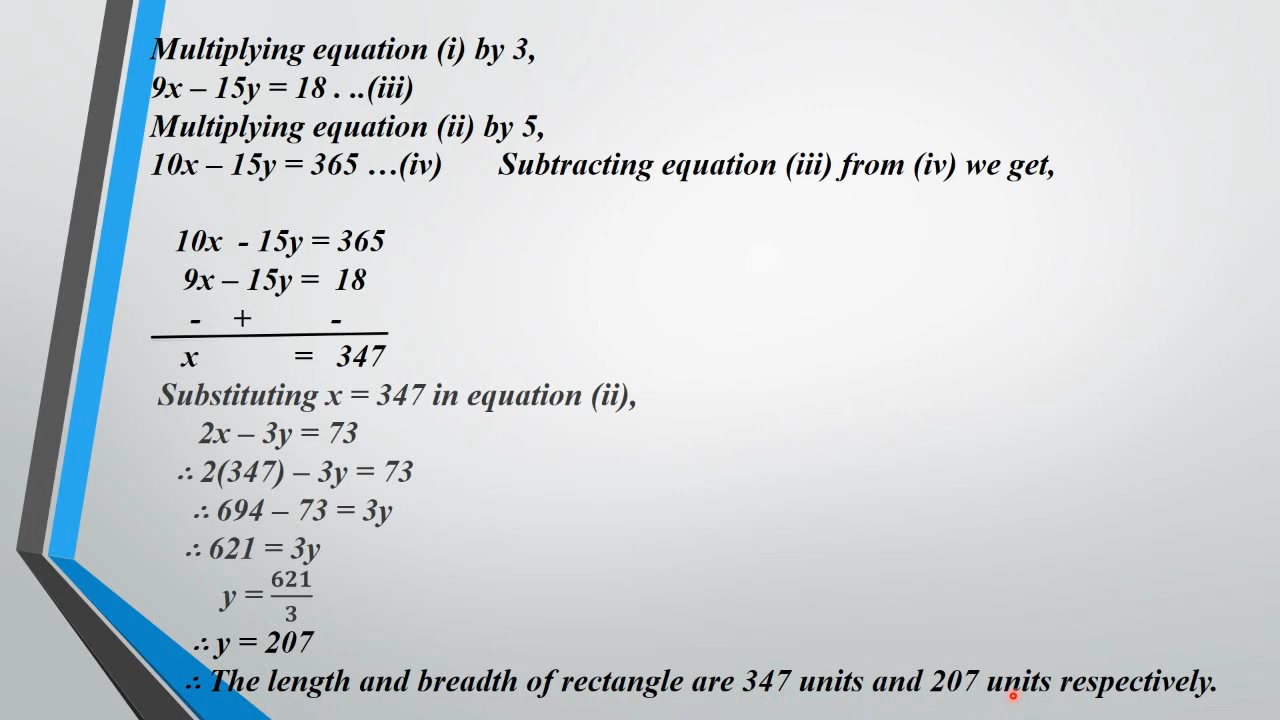 Multiplying equation (i) by 3,
9x – 15y = 18 . ..(iii)
Multiplying equation (ii) by 5,
10x – 15y = 365 …(iv) Subtracting equation (iii) from (iv) we get,
10x - 15y = 365
9x – 15y = 18
- + -
x = 347
Substituting x = 347 in equation (ii),
2x – 3y = 73
∴ 2(347) – 3y = 73
∴ 694 – 73 = 3y
∴ 621 = 3y
y = 621/3
∴ y = 207
∴ The length and breadth of rectangle are 347 units and 207 units respectively.